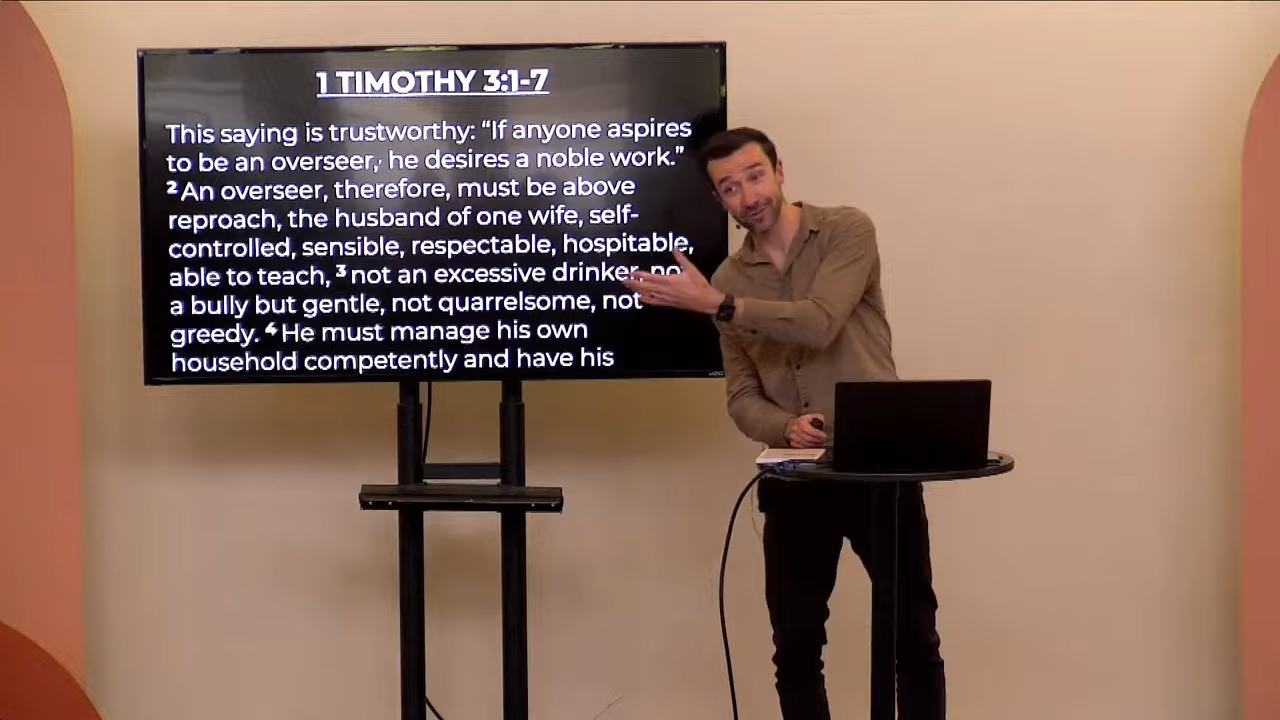 1 TIMOTHY 3:1-7
This saying is trustworthy: “If anyone aspires
to be an overseer, he desires a noble work.”
2 An overseer, therefore, must be above
reproach, the husband of one wife, self-
controlled, sensible, respectable, hospitable,
able to teach, 3 not an excessive drinker,
a bully but gentle, not quarrelsome, not
greedy. 4 He must manage his own
household competently and have his